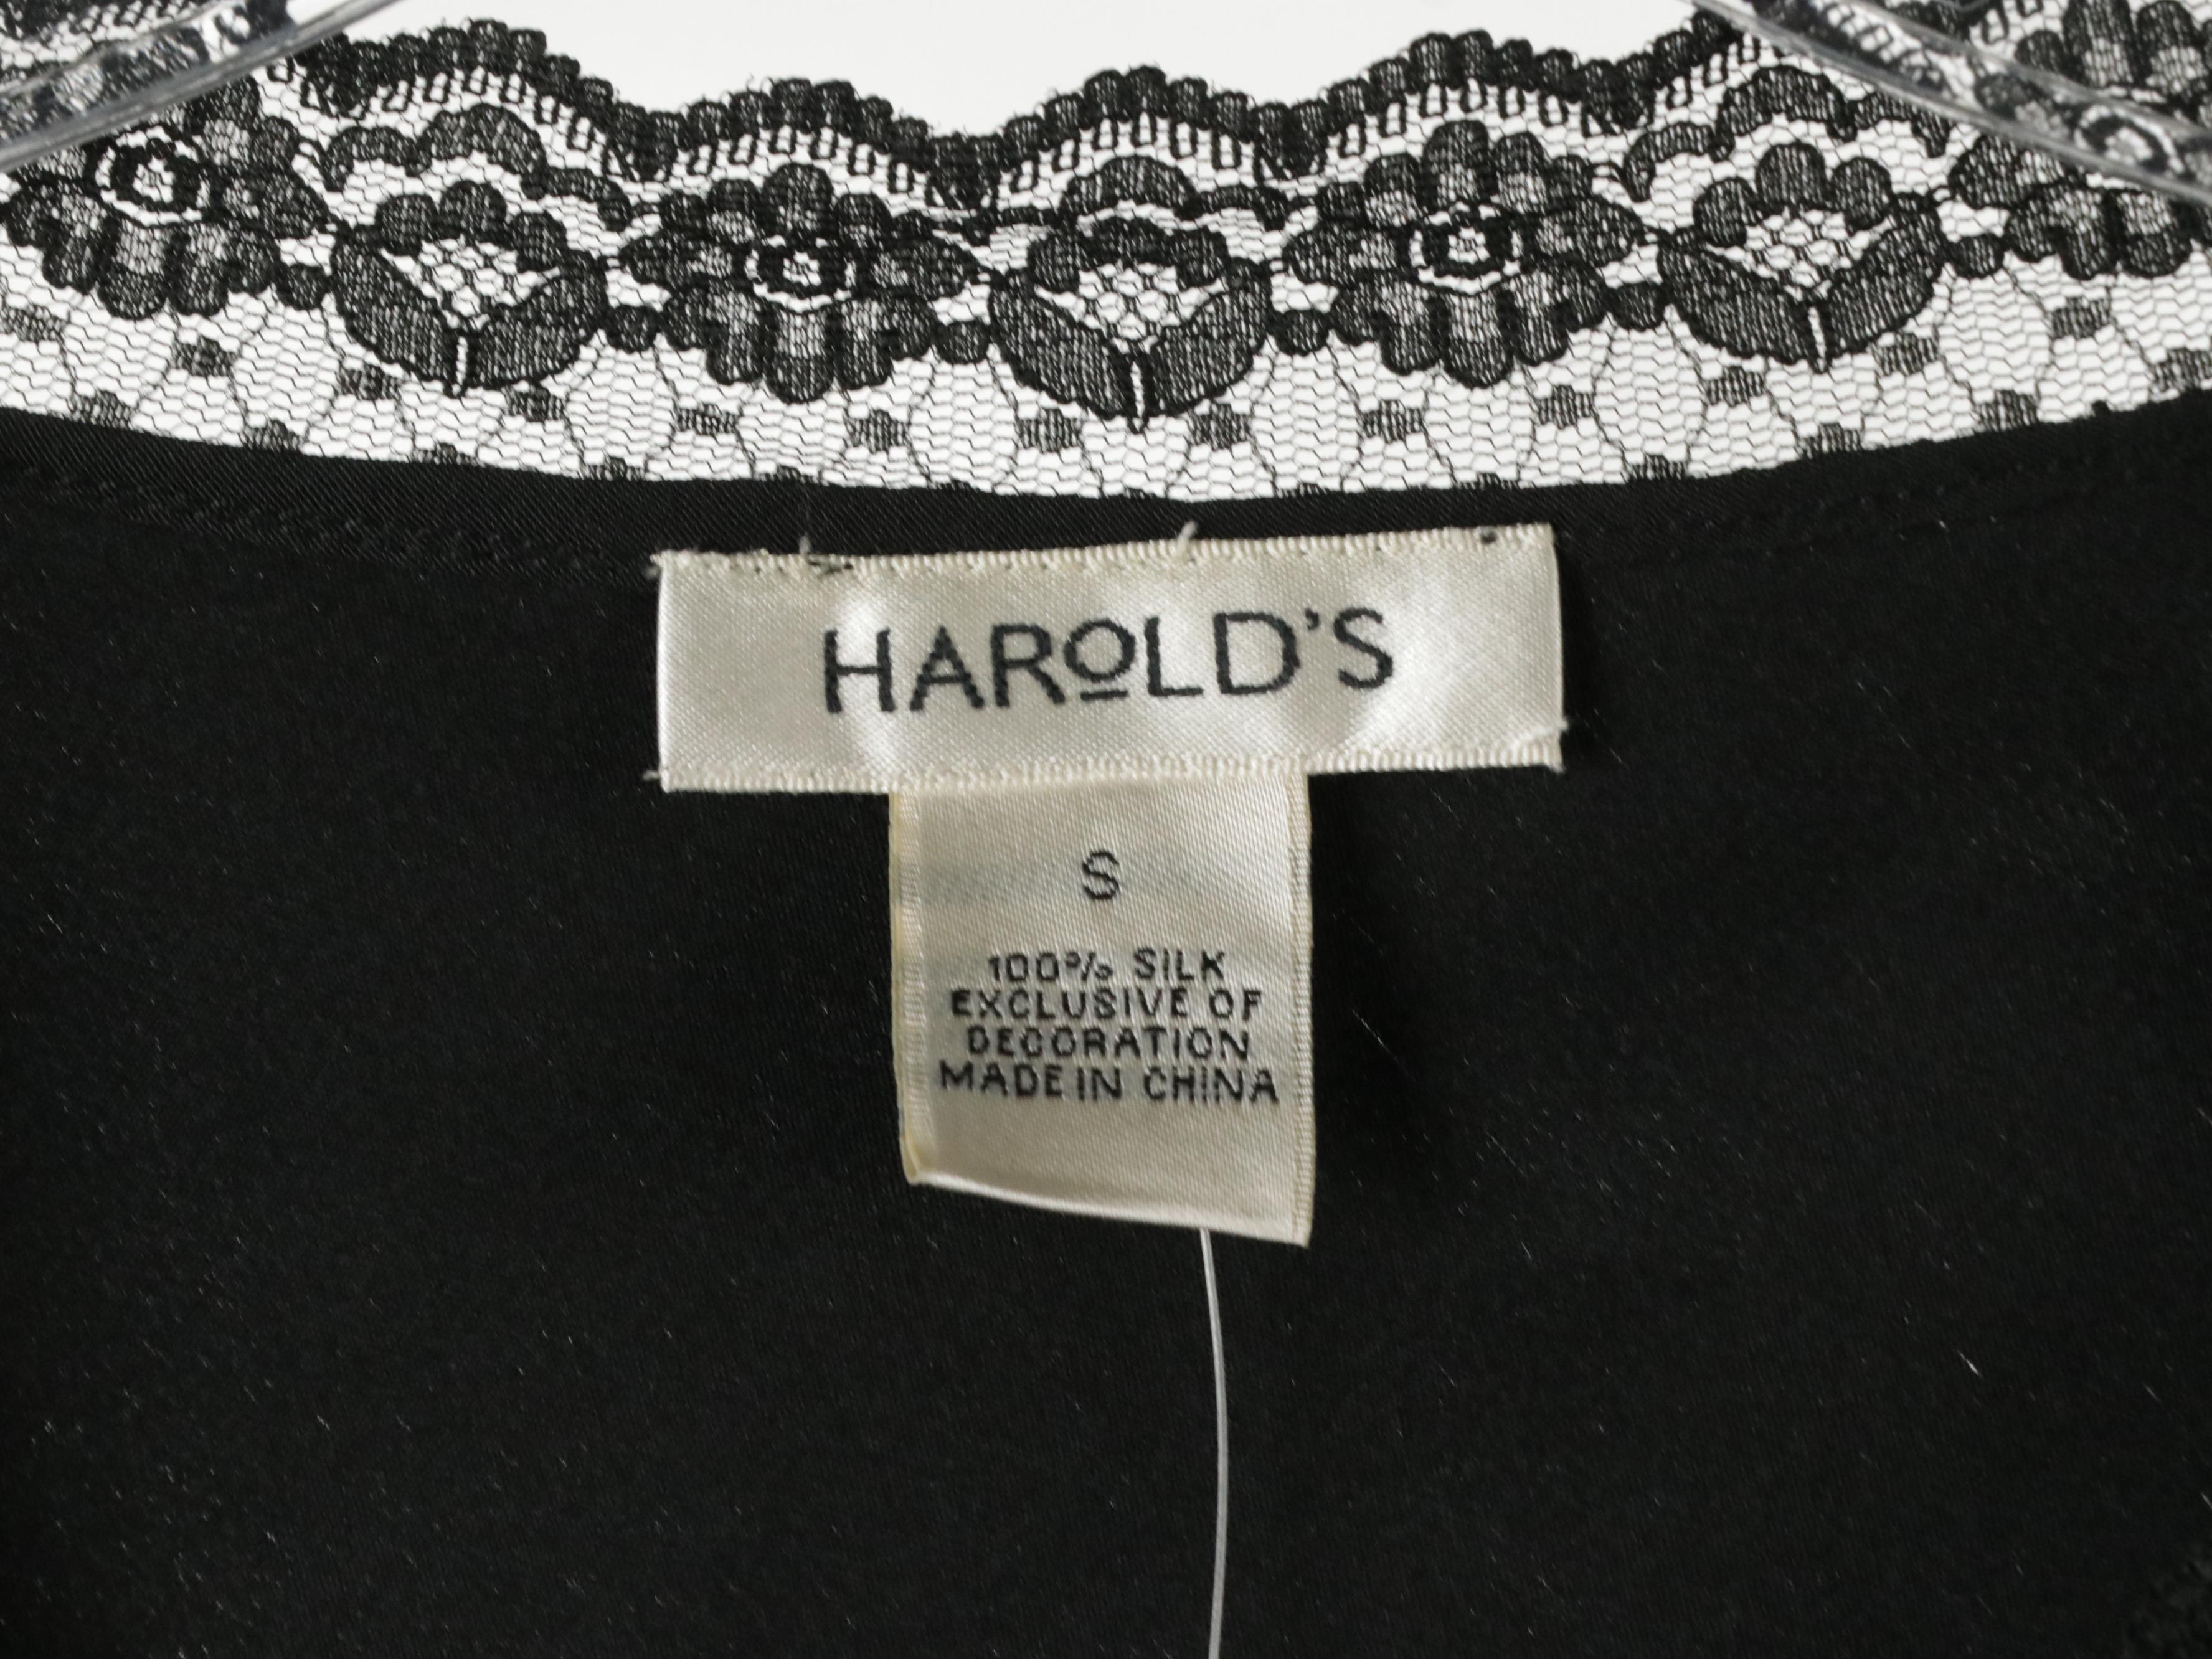 HAROLD'S
S
100% SILK
EXCLUSIVE OF
DECORATION
MADE IN CHINA